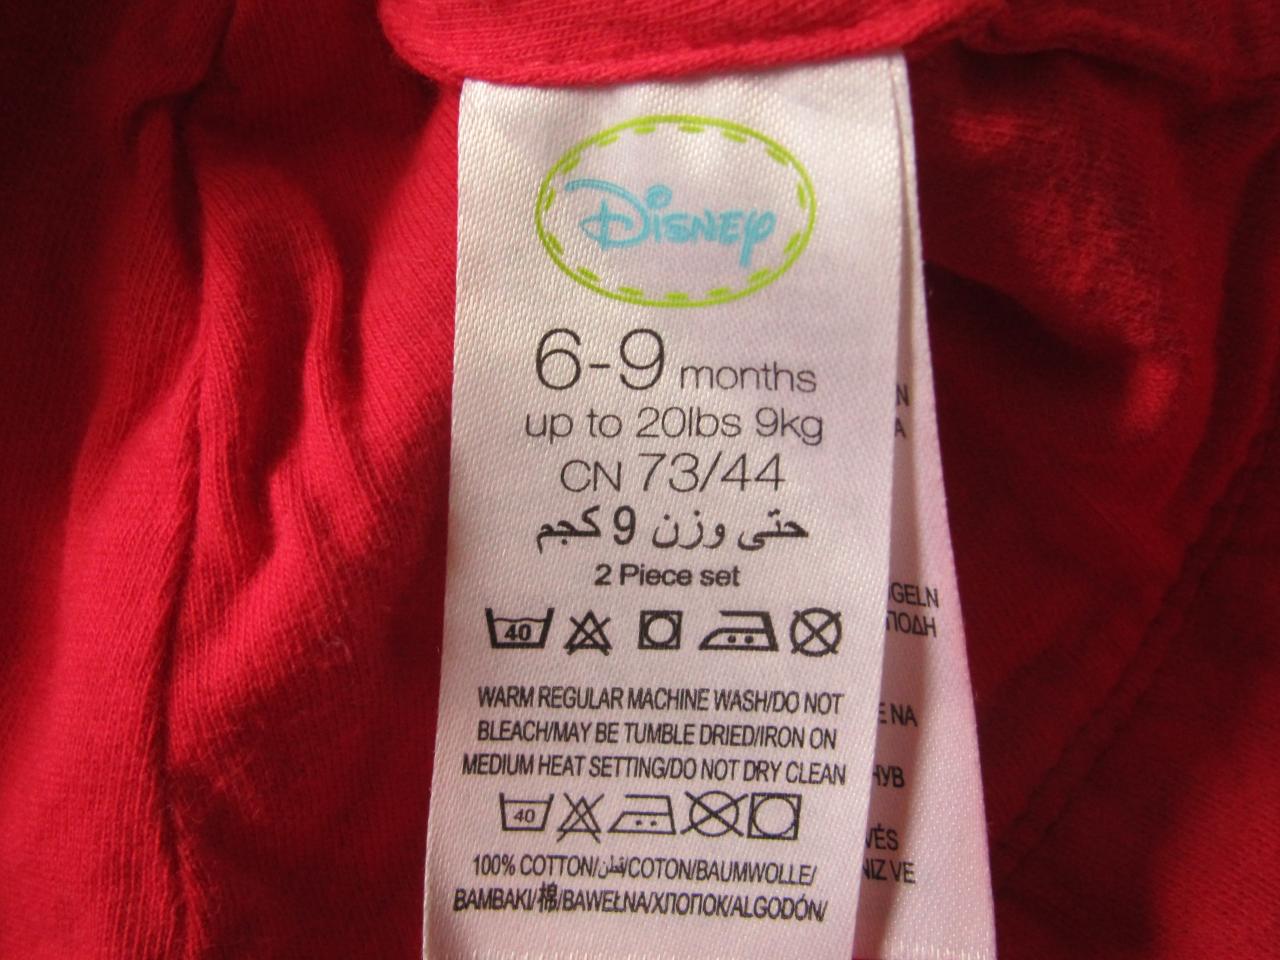 DISNEY
6-9 months
up to 20lbs 9kg
CN 73/44
حتى وزن 9 كجم
2 Piece set
40
WARM REGULAR MACHINE WASH/DO NOT
BLEACH/MAY BE TUMBLE DRIED/IRON ON
MEDIUM HEAT SETTING/DO NOT DRY CLEAN
40
100% COTTON/قطن/COTON/BAUMWOLLE/
BAMBAKI/棉/BAWEŁNA/ХЛОПОК/ALGODÓN/